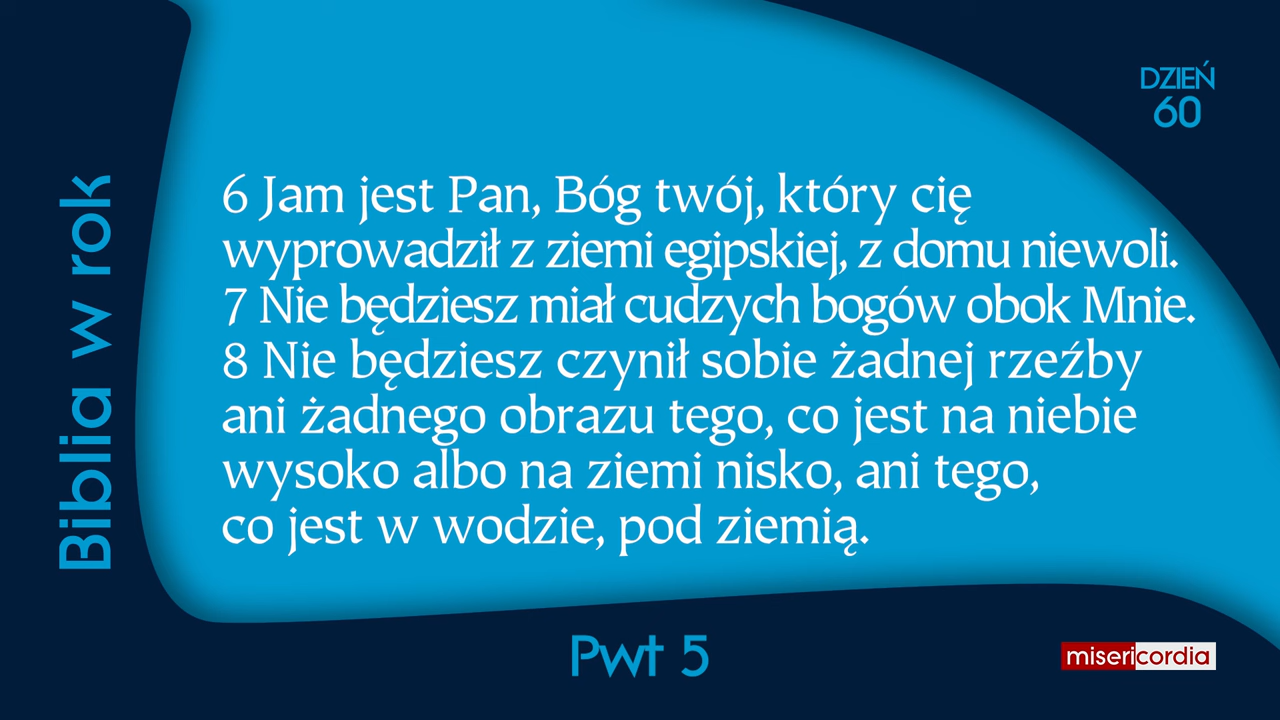 DZIEŃ
60
Biblia w rok
6 Jam jest Pan, Bóg twój, który cię
wyprowadził z ziemi egipskiej, z domu niewoli.
7 Nie będziesz miał cudzych bogów obok Mnie.
8 Nie będziesz czynił sobie żadnej rzeźby
ani żadnego obrazu tego, co jest na niebie
wysoko albo na ziemi nisko, ani tego,
co jest w wodzie, pod ziemią.
Pwt 5
misericordia